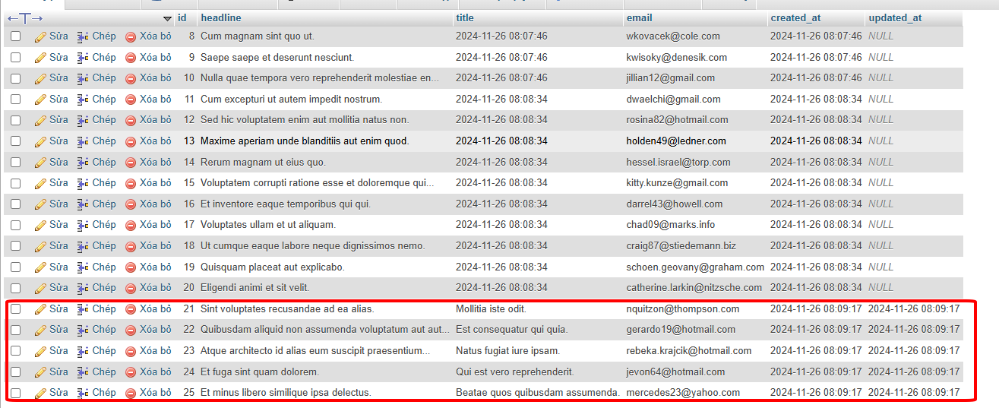 id headline title email created_at updated_at
Sửa Chép Xóa bỏ 8 Cum magnam sint quo ut. 2024-11-26 08:07:46 wkovacek@cole.com 2024-11-26 08:07:46 NULL
Sửa Chép Xóa bỏ 9 Saepe saepe et deserunt nesciunt. 2024-11-26 08:07:46 kwisoky@denesik.com 2024-11-26 08:07:46 NULL
Sửa Chép Xóa bỏ 10 Nulla quae tempora vero reprehenderit molestiae en... 2024-11-26 08:07:46 jillian12@gmail.com 2024-11-26 08:07:46 NULL
Sửa Chép Xóa bỏ 11 Cum excepturi ut autem impedit nostrum. 2024-11-26 08:08:34 dwaelchi@gmail.com 2024-11-26 08:08:34 NULL
Sửa Chép Xóa bỏ 12 Sed hic voluptatem enim aut mollitia natus non. 2024-11-26 08:08:34 rosina82@hotmail.com 2024-11-26 08:08:34 NULL
Sửa Chép Xóa bỏ 13 Maxime aperiam unde blanditiis aut enim quod. 2024-11-26 08:08:34 holden49@ledner.com 2024-11-26 08:08:34 NULL
Sửa Chép Xóa bỏ 14 Rerum magnam ut eius quo. 2024-11-26 08:08:34 hessel.israel@torp.com 2024-11-26 08:08:34 NULL
Sửa Chép Xóa bỏ 15 Voluptatem corrupti ratione esse et doloremque qui... 2024-11-26 08:08:34 kitty.kunze@gmail.com 2024-11-26 08:08:34 NULL
Sửa Chép Xóa bỏ 16 Et inventore eaque temporibus qui qui. 2024-11-26 08:08:34 darrel43@howell.com 2024-11-26 08:08:34 NULL
Sửa Chép Xóa bỏ 17 Voluptates ullam et ut aliquam. 2024-11-26 08:08:34 chad09@marks.info 2024-11-26 08:08:34 NULL
Sửa Chép Xóa bỏ 18 Ut cumque eaque labore neque dignissimos nemo. 2024-11-26 08:08:34 craig87@stiedemann.biz 2024-11-26 08:08:34 NULL
Sửa Chép Xóa bỏ 19 Quisquam placeat aut explicabo. 2024-11-26 08:08:34 schoen.geovany@graham.com 2024-11-26 08:08:34 NULL
Sửa Chép Xóa bỏ 20 Eligendi animi et sit velit. 2024-11-26 08:08:34 catherine.larkin@nitzsche.com 2024-11-26 08:08:34 NULL
Sửa Chép Xóa bỏ 21 Sint voluptates recusandae ad ea alias. Mollitia iste odit. nquitzon@thompson.com 2024-11-26 08:09:17 2024-11-26 08:09:17
Sửa Chép Xóa bỏ 22 Quibusdam aliquid non assumenda voluptatum aut aut... Est consequatur qui quia. gerardo19@hotmail.com 2024-11-26 08:09:17 2024-11-26 08:09:17
Sửa Chép Xóa bỏ 23 Atque architecto id alias eum suscipit praesentium... Natus fugiat iure ipsam. rebeka.krajcik@hotmail.com 2024-11-26 08:09:17 2024-11-26 08:09:17
Sửa Chép Xóa bỏ 24 Et fuga sint quam dolorem. Qui est vero reprehenderit. jevon64@hotmail.com 2024-11-26 08:09:17 2024-11-26 08:09:17
Sửa Chép Xóa bỏ 25 Et minus libero similique ipsa delectus. Beatae quos quibusdam assumenda. mercedes23@yahoo.com 2024-11-26 08:09:17 2024-11-26 08:09:17